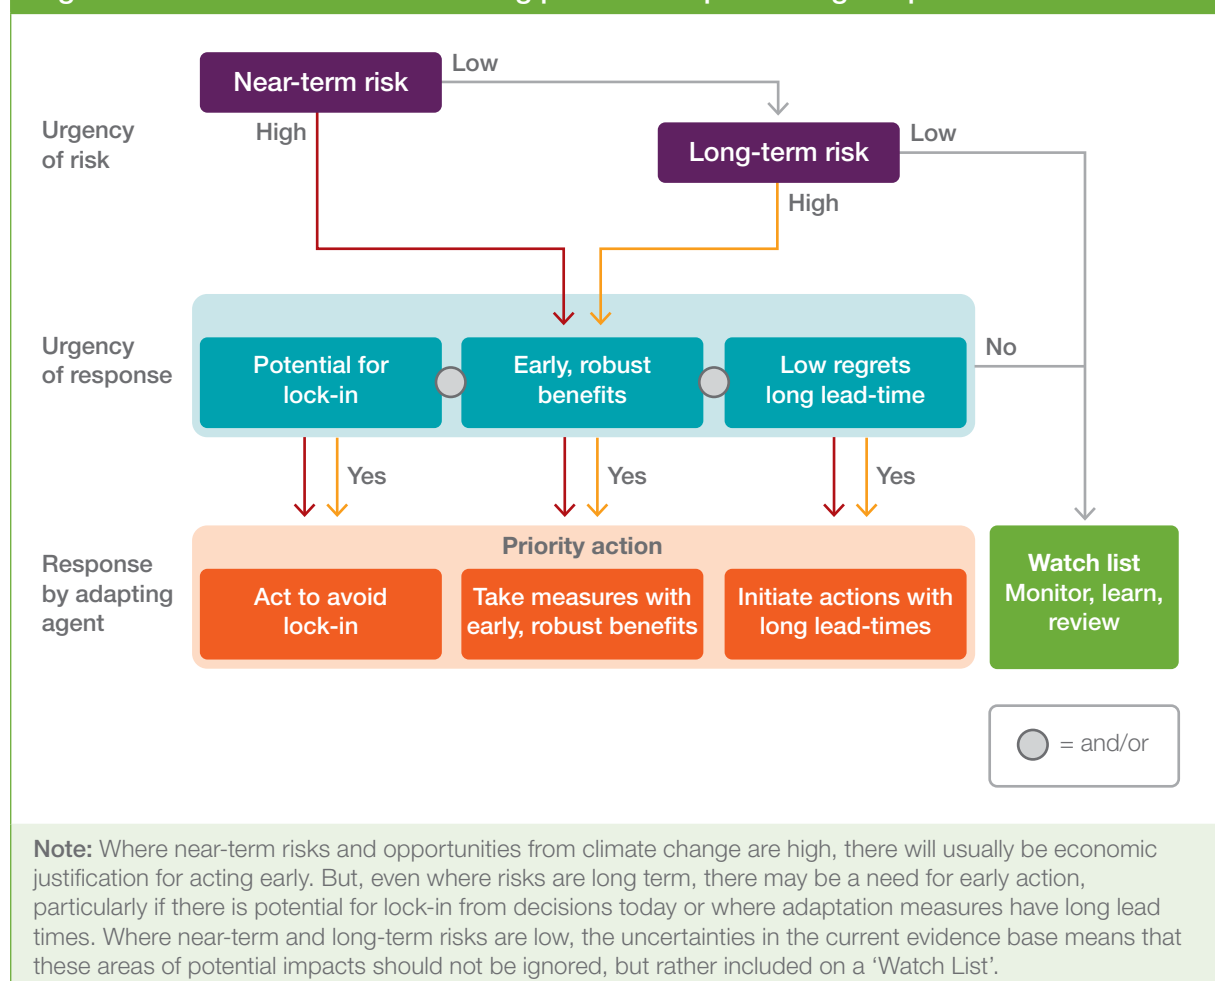 Near-term risk
Low
High
Urgency
of risk
Long-term risk
Low
High
Urgency
of response
Potential for
lock-in
Early, robust
benefits
Low regrets
long lead-time
No
Yes
Yes
Yes
Response
by adapting
agent
Priority action
Act to avoid
lock-in
Take measures with
early, robust benefits
Initiate actions with
long lead-times
Watch list
Monitor, learn,
review
= and/or
Note: Where near-term risks and opportunities from climate change are high, there will usually be economic
justification for acting early. But, even where risks are long term, there may be a need for early action,
particularly if there is potential for lock-in from decisions today or where adaptation measures have long lead
times. Where near-term and long-term risks are low, the uncertainties in the current evidence base means that
these areas of potential impacts should not be ignored, but rather included on a ‘Watch List’.